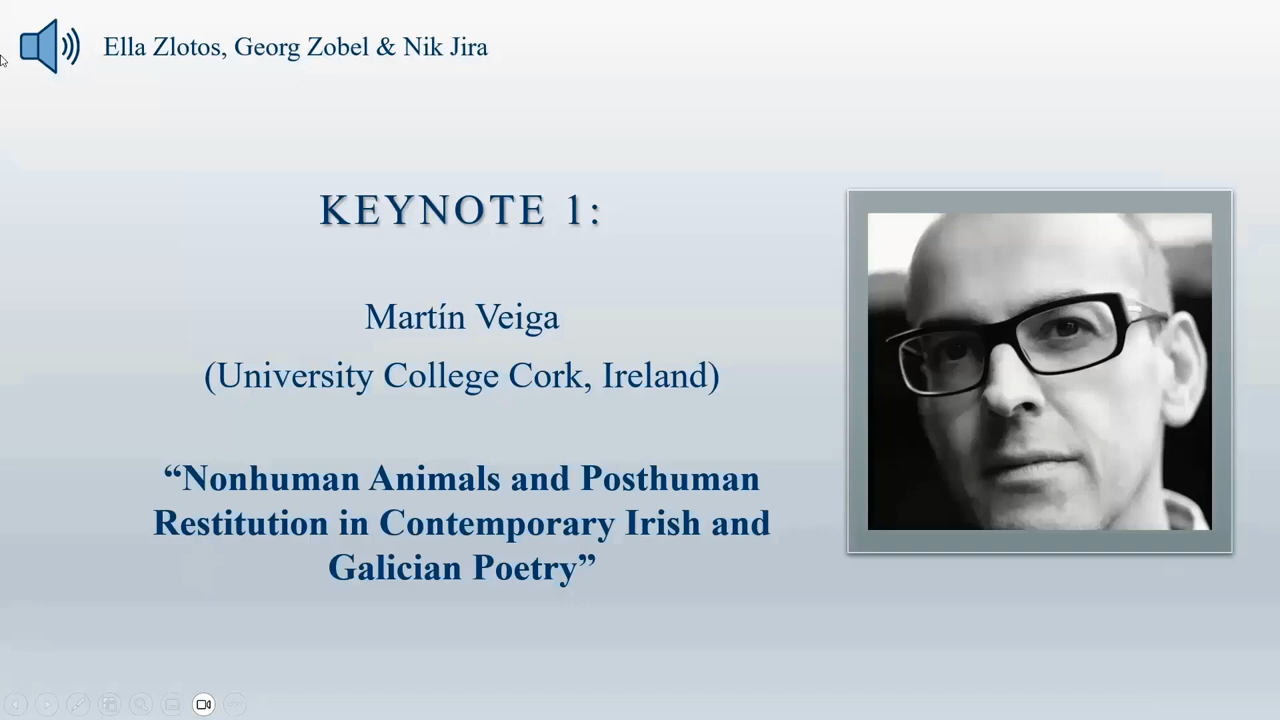 Ella Zlotos, Georg Zobel & Nik Jira
KEYNOTE 1:
Martín Veiga
(University College Cork, Ireland)
“Nonhuman Animals and Posthuman
Restitution in Contemporary Irish and
Galician Poetry”